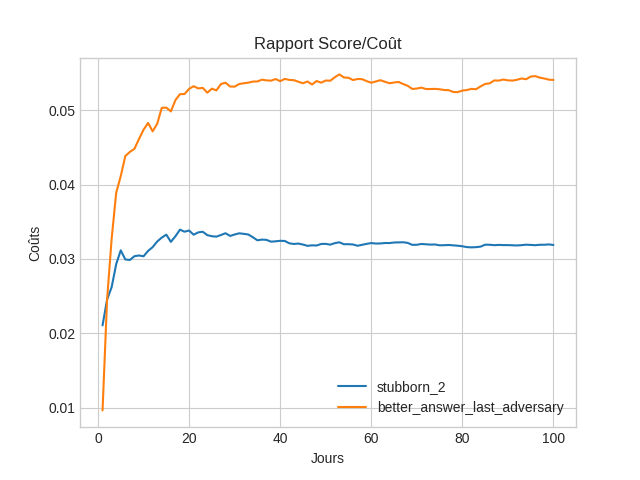 Rapport Score/Coût
0.05
0.04
0.03
0.02
0.01
Coûts
stubborn_2
better_answer_last_adversary
0 20 40 60 80 100
Jours